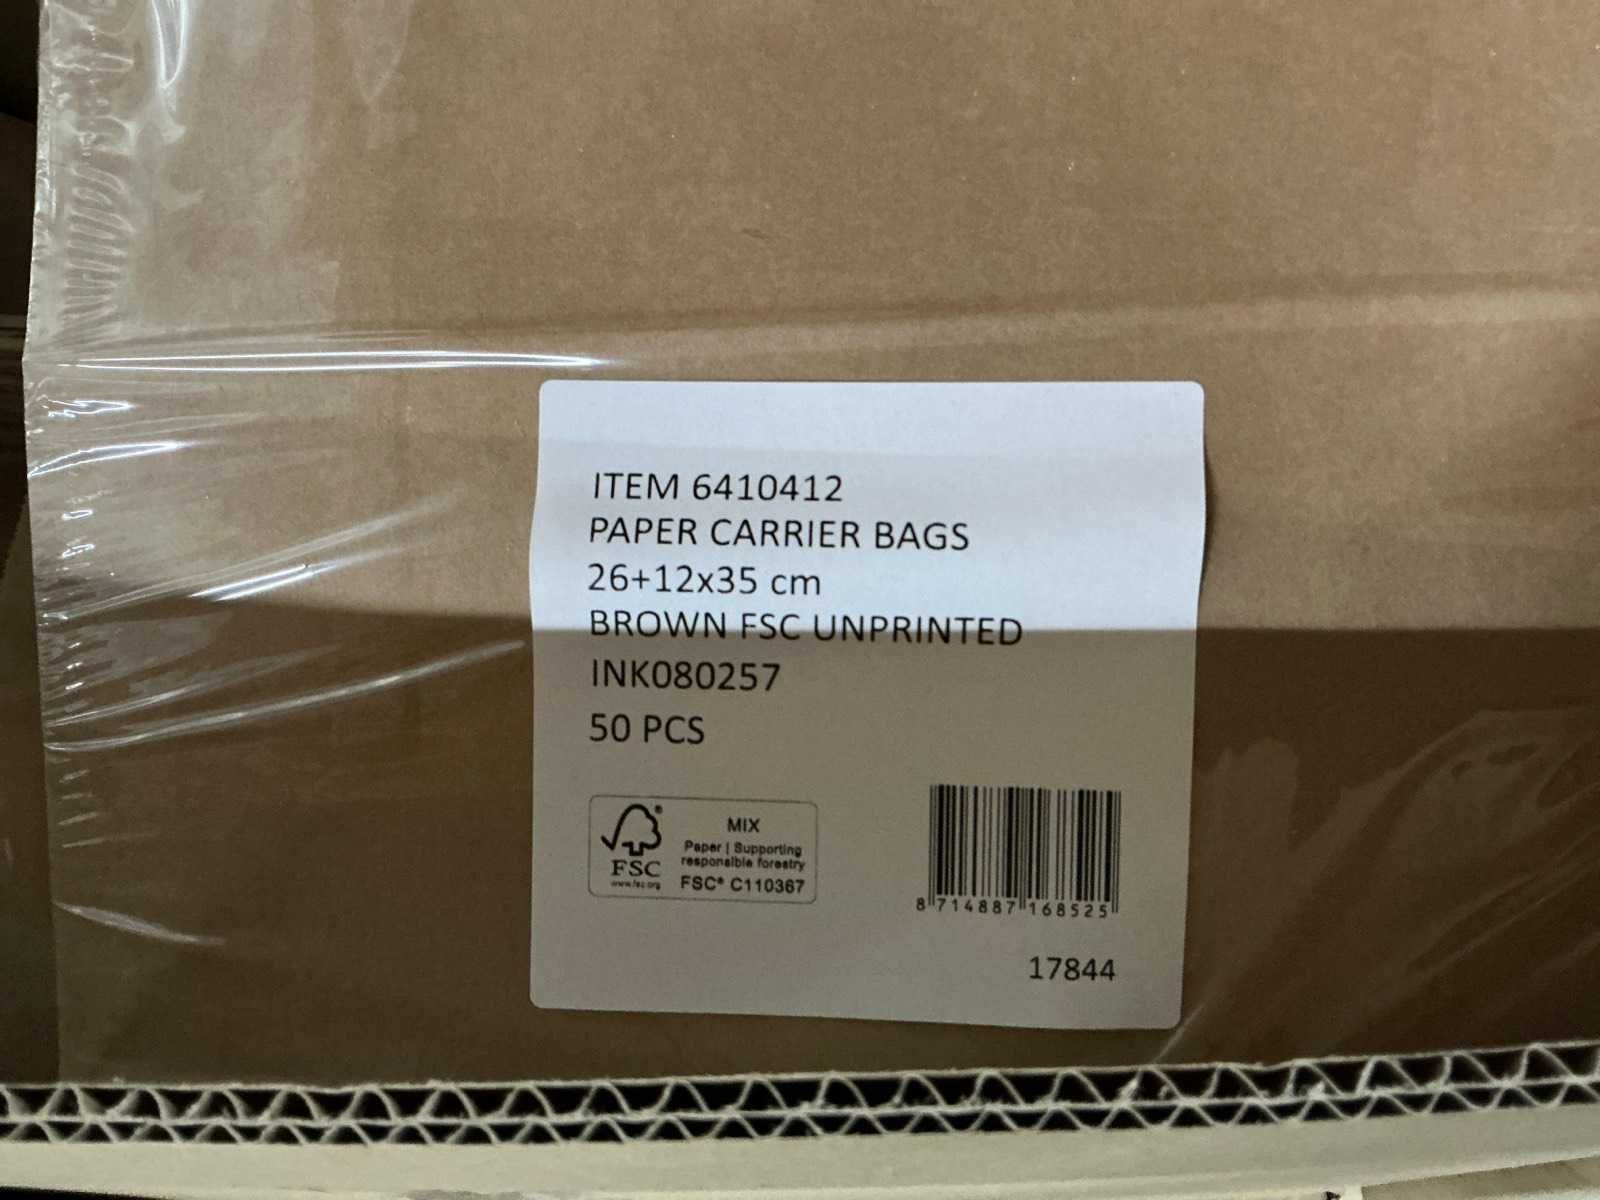 ITEM 6410412
PAPER CARRIER BAGS
26+12x35 cm
BROWN FSC UNPRINTED
INK080257
50 PCS
FSC
www.fsc.org
MIX
Paper | Supporting
responsible forestry
FSC® C110367
8 714887 168525
17844